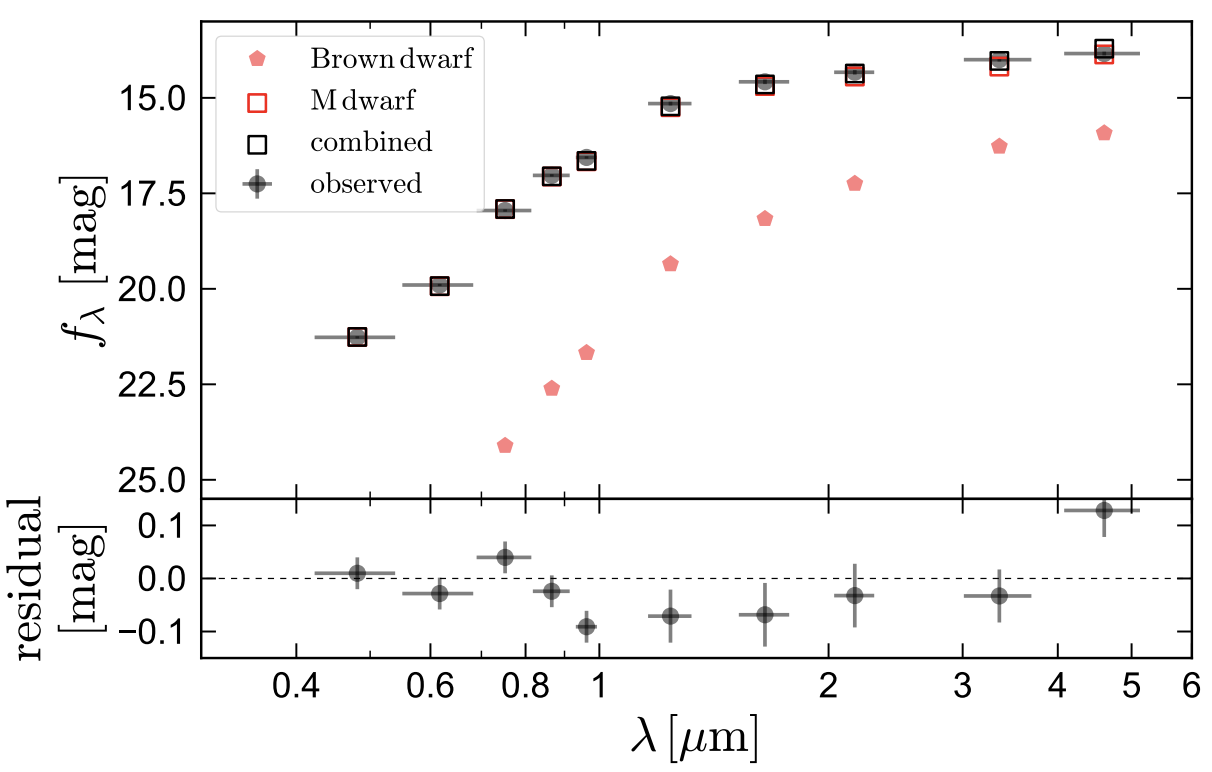 Brown dwarf
M dwarf
combined
observed
f_λ [mag]
15.0
17.5
20.0
22.5
25.0
residual
[mag]
0.1
0.0
−0.1
0.4 0.6 0.8 1 2 3 4 5 6
λ [μm]